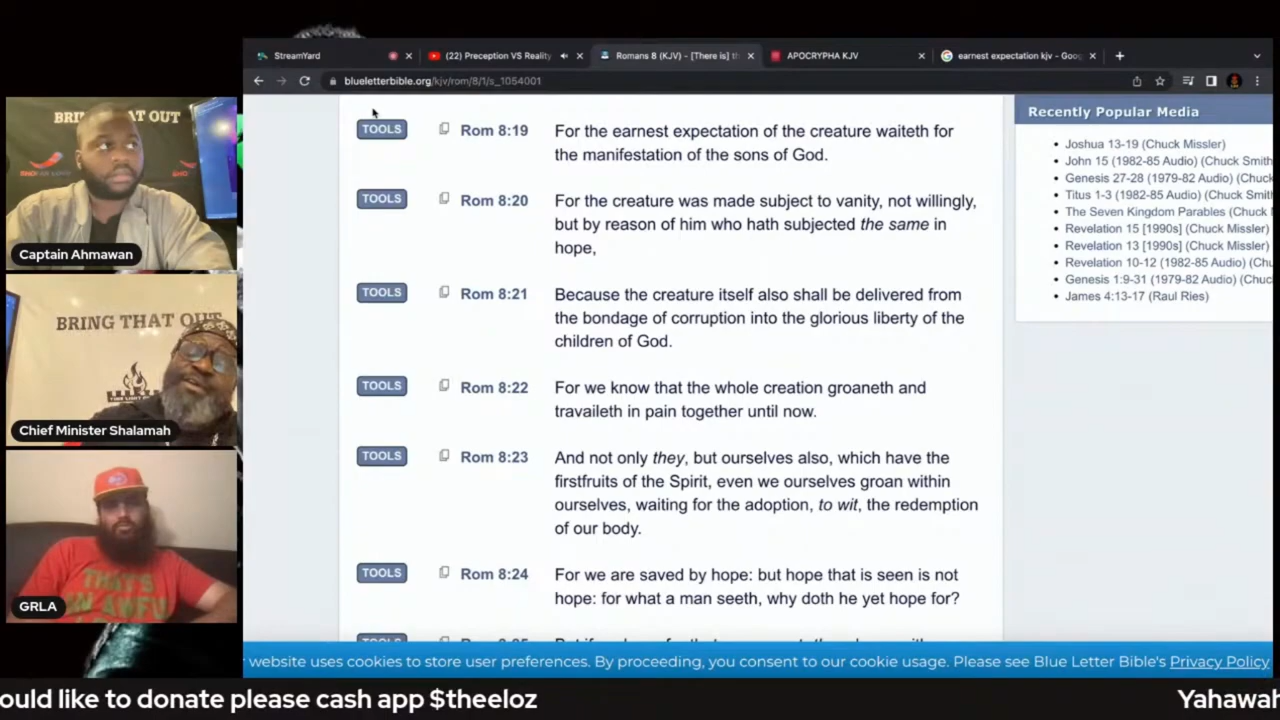 StreamYard
(22) Preception VS Reality
Romans 8 (KJV) - [There is] th
APOCRYPHA KJV
earnest expectation kjv - Goog
blueletterbible.org/kjv/rom/8/1/s_1054001
BRING THAT OUT
Captain Ahmawan
BRING THAT OUT
Chief Minister Shalamah
THAT'S
AN AWFU
GRLA
TOOLS
Rom 8:19
For the earnest expectation of the creature waiteth for
the manifestation of the sons of God.
TOOLS
Rom 8:20
For the creature was made subject to vanity, not willingly,
but by reason of him who hath subjected the same in
hope,
TOOLS
Rom 8:21
Because the creature itself also shall be delivered from
the bondage of corruption into the glorious liberty of the
children of God.
TOOLS
Rom 8:22
For we know that the whole creation groaneth and
travaileth in pain together until now.
TOOLS
Rom 8:23
And not only they, but ourselves also, which have the
firstfruits of the Spirit, even we ourselves groan within
ourselves, waiting for the adoption, to wit, the redemption
of our body.
TOOLS
Rom 8:24
For we are saved by hope: but hope that is seen is not
hope: for what a man seeth, why doth he yet hope for?
Recently Popular Media
Joshua 13-19 (Chuck Missler)
John 15 (1982-85 Audio) (Chuck Smith
Genesis 27-28 (1979-82 Audio) (Chuck
Titus 1-3 (1982-85 Audio) (Chuck Smith
The Seven Kingdom Parables (Chuck
Revelation 15 [1990s] (Chuck Missler)
Revelation 13 [1990s] (Chuck Missler)
Revelation 10-12 (1982-85 Audio) (Chu
Genesis 1:9-31 (1979-82 Audio) (Chuc
James 4:13-17 (Raul Ries)
website uses cookies to store user preferences. By proceeding, you consent to our cookie usage. Please see Blue Letter Bible's Privacy Policy
ould like to donate please cash app $theeloz
Yahawah